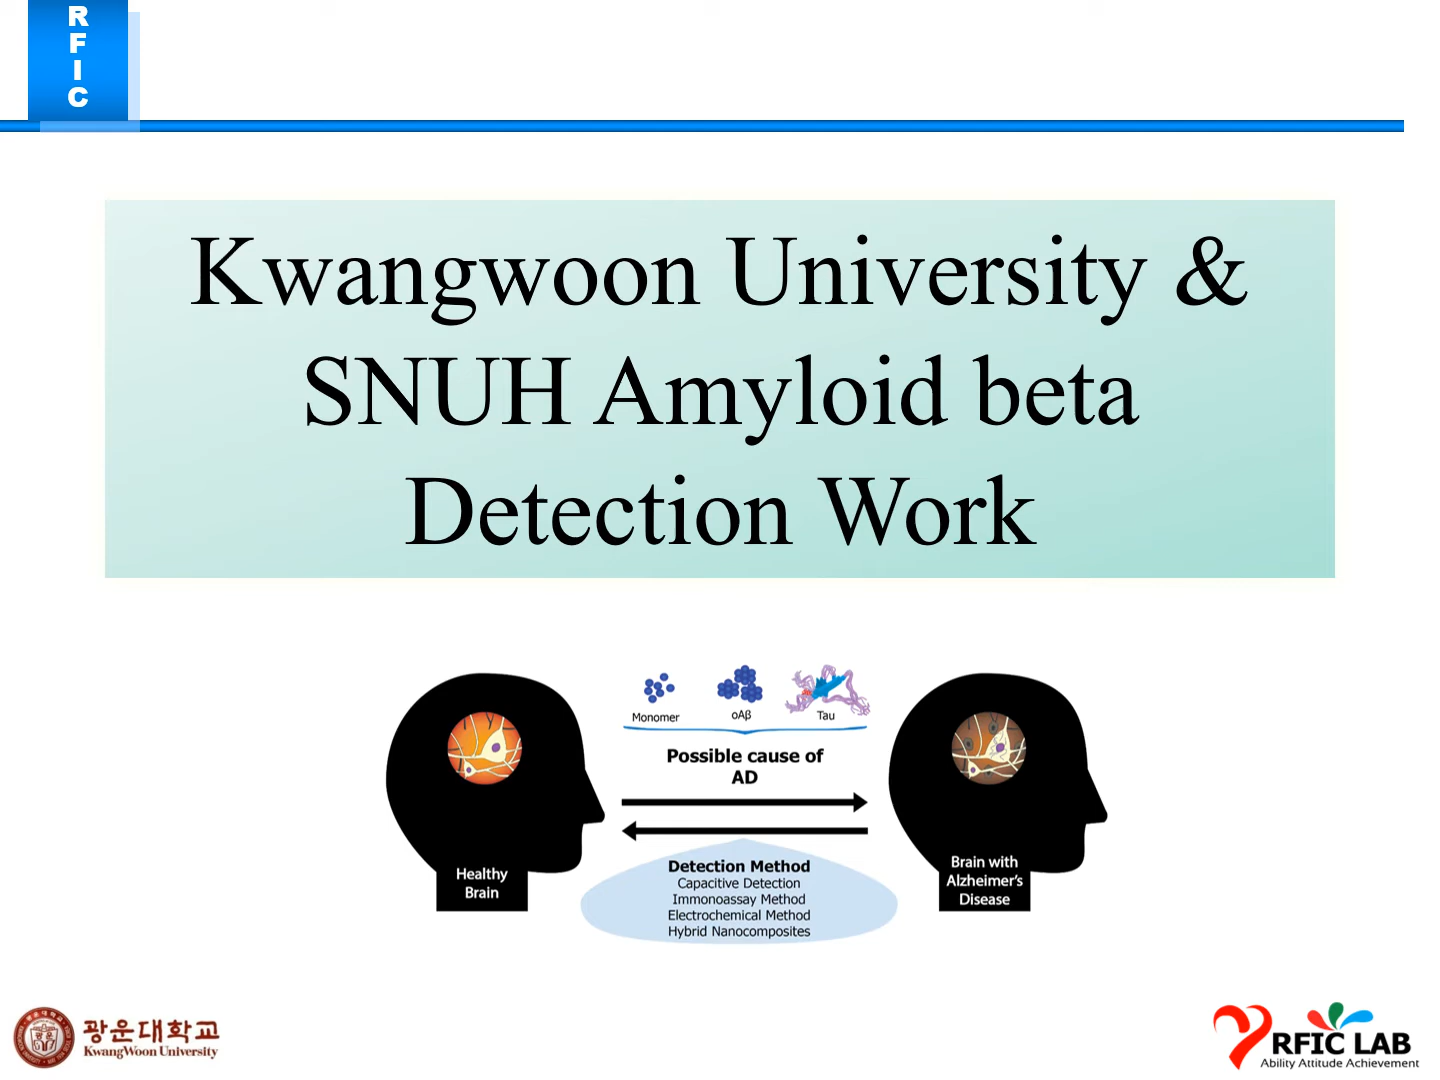 R
F
I
C
Kwangwoon University &
SNUH Amyloid beta
Detection Work
Monomer
oAβ
Tau
Possible cause of
AD
Healthy
Brain
Detection Method
Capacitive Detection
Immonoassay Method
Electrochemical Method
Hybrid Nanocomposites
Brain with
Alzheimer's
Disease
광운대학교
KwangWoon University
RFIC LAB
Ability Attitude Achievement